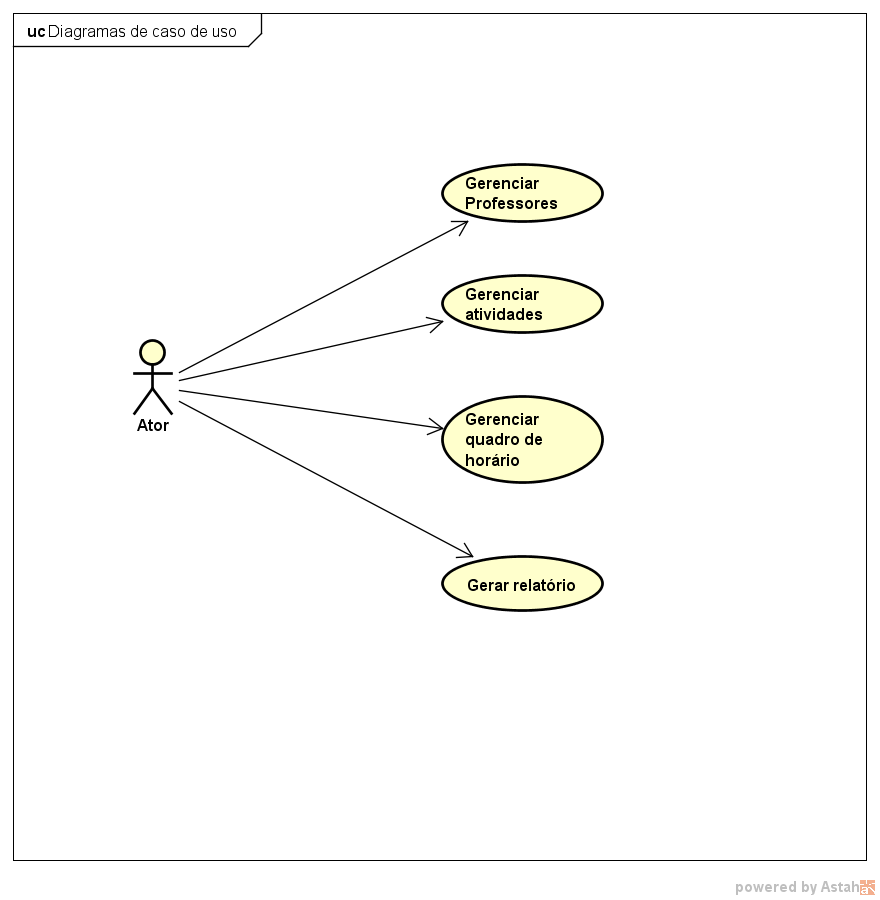 uc Diagramas de caso de uso
Gerenciar
Professores
Gerenciar
atividades
Ator
Gerenciar
quadro de
horário
Gerar relatório
powered by Astah